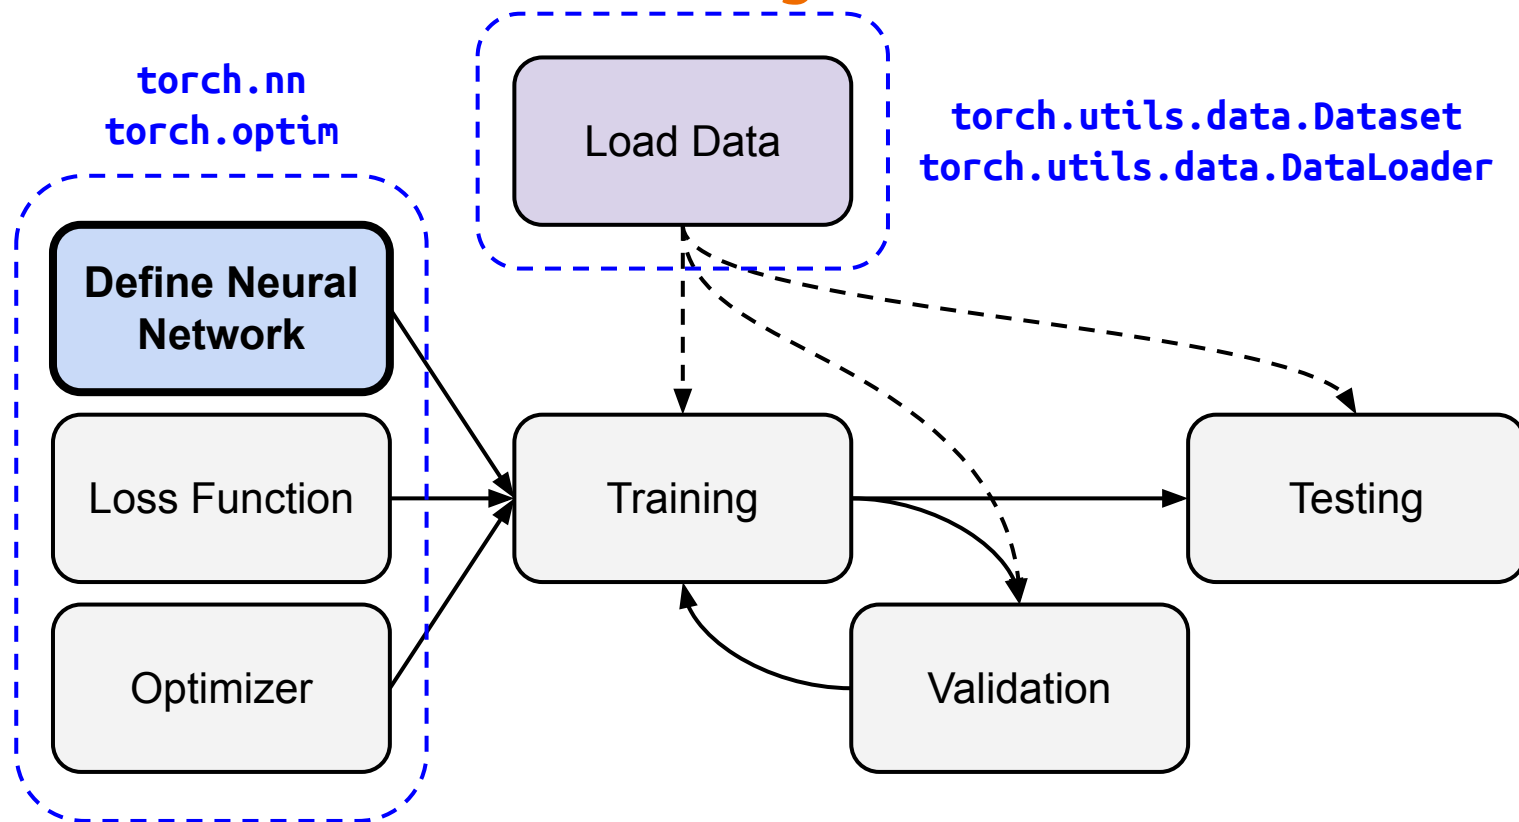 torch.nn
torch.optim
Load Data
torch.utils.data.Dataset
torch.utils.data.DataLoader
Define Neural
Network
Loss Function
Training
Testing
Optimizer
Validation